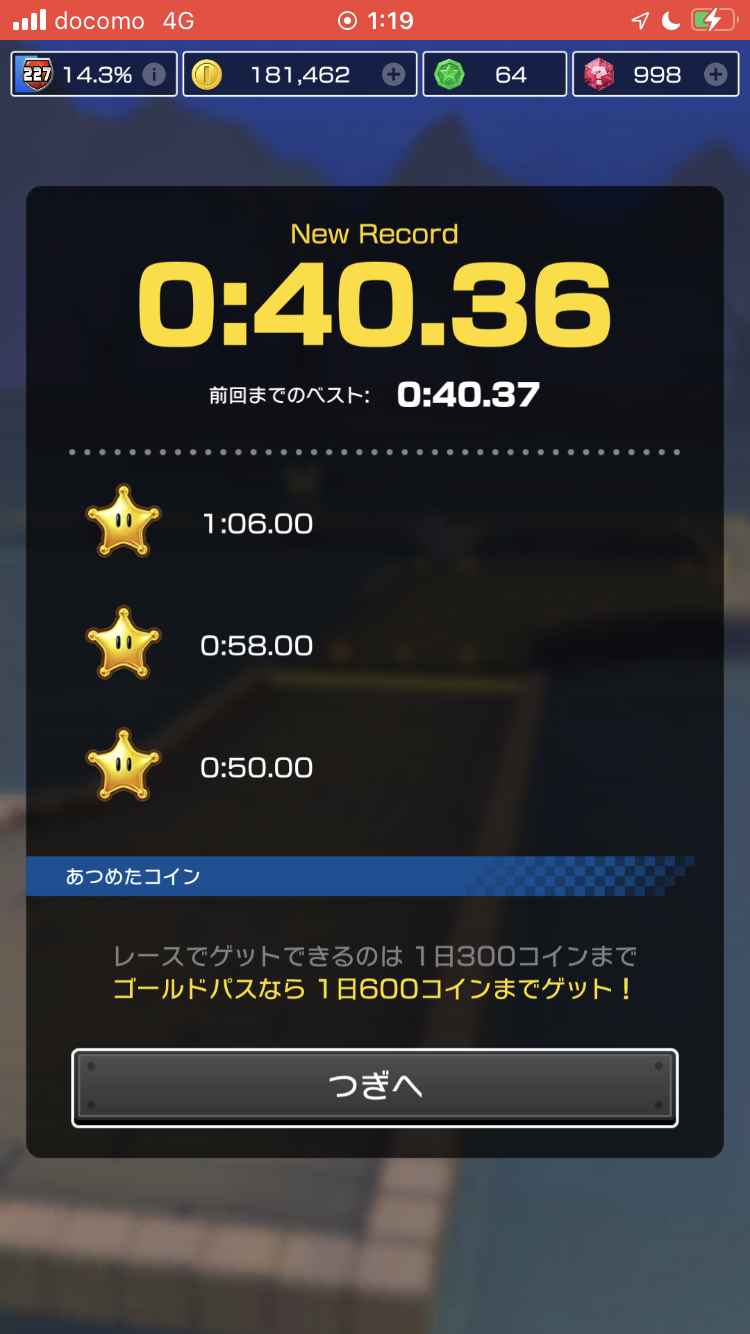 docomo 4G 1:19
227 14.3% i 181,462 + 64 ? 998 +
New Record
0:40.36
前回までのベスト: 0:40.37
1:06.00
0:58.00
0:50.00
あつめたコイン
レースでゲットできるのは 1日300コインまで
ゴールドパスなら 1日600コインまでゲット！
つぎへ